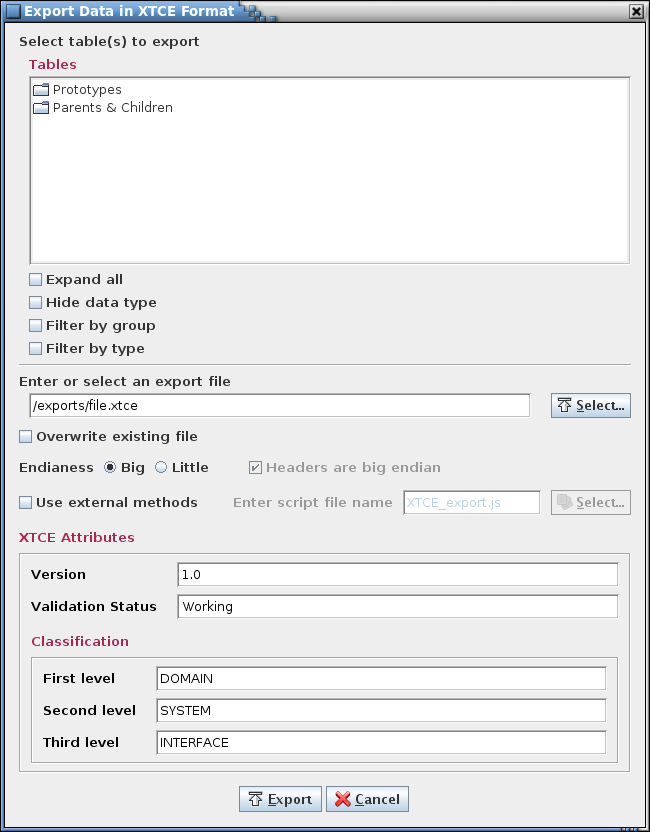 Export Data in XTCE Format
Select table(s) to export
Tables
Prototypes
Parents & Children
Expand all
Hide data type
Filter by group
Filter by type
Enter or select an export file
/exports/file.xtce Select...
Overwrite existing file
Endianess Big Little Headers are big endian
Use external methods Enter script file name XTCE_export.js Select...
XTCE Attributes
Version 1.0
Validation Status Working
Classification
First level DOMAIN
Second level SYSTEM
Third level INTERFACE
Export Cancel